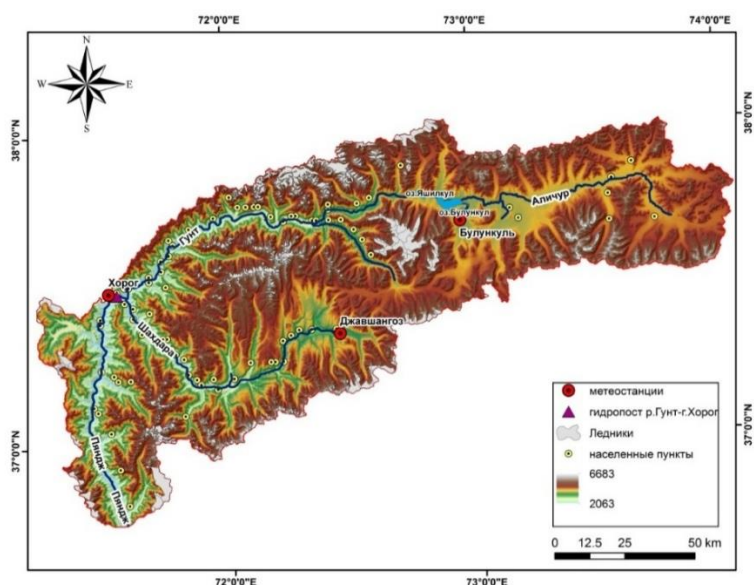 72°0'0"E 73°0'0"E 74°0'0"E
N
W E
S
38°0'0"N
38°0'0"N
оз.Яшилкул
Аличур
оз.Булункул
Булункуль
Гунт
Хорог
Шахдара
Джавшангоз
37°0'0"N
37°0'0"N
Пяндж
Пяндж
метеостанции
гидропост р.Гунт-г.Хорог
Ледники
населенные пункты
6683
2063
0 12.5 25 50 km
72°0'0"E 73°0'0"E